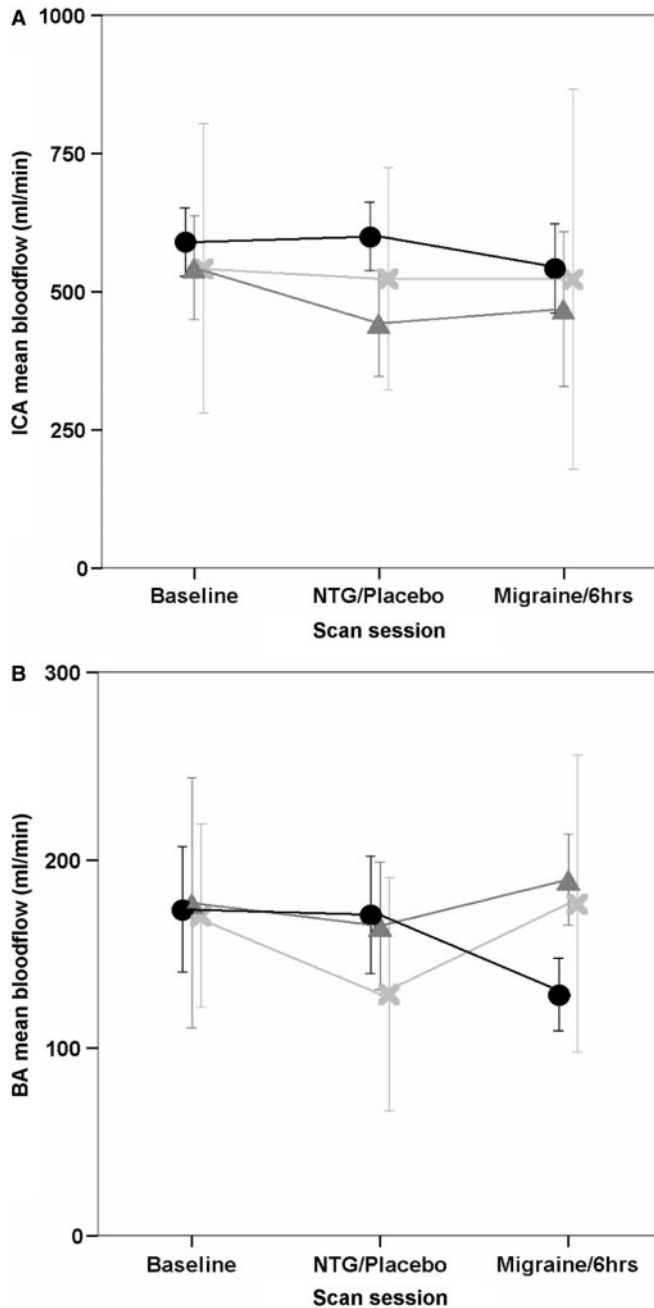 A
1000
750
500
250
0
ICA mean bloodflow (ml/min)
Baseline NTG/Placebo Migraine/6hrs
Scan session
B
300
200
100
0
BA mean bloodflow (ml/min)
Baseline NTG/Placebo Migraine/6hrs
Scan session